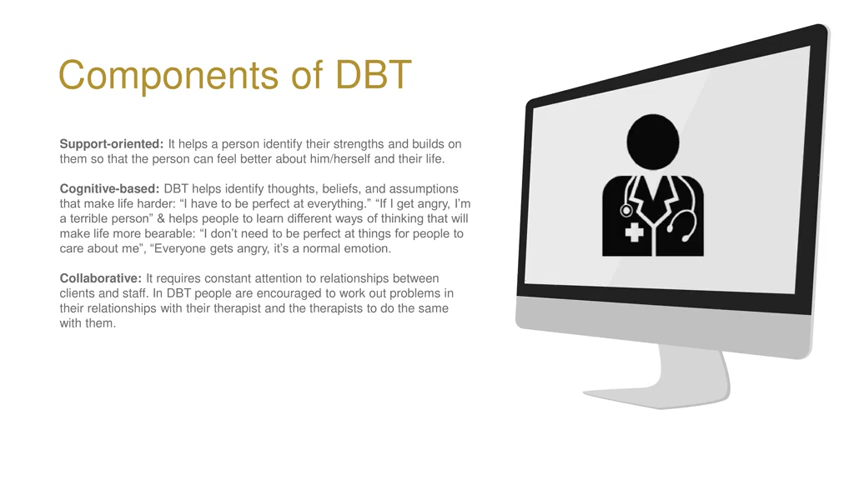 Components of DBT
Support-oriented: It helps a person identify their strengths and builds on
them so that the person can feel better about him/herself and their life.
Cognitive-based: DBT helps identify thoughts, beliefs, and assumptions
that make life harder: “I have to be perfect at everything.” “If I get angry, I’m
a terrible person” & helps people to learn different ways of thinking that will
make life more bearable: “I don’t need to be perfect at things for people to
care about me”, “Everyone gets angry, it’s a normal emotion.
Collaborative: It requires constant attention to relationships between
clients and staff. In DBT people are encouraged to work out problems in
their relationships with their therapist and the therapists to do the same
with them.